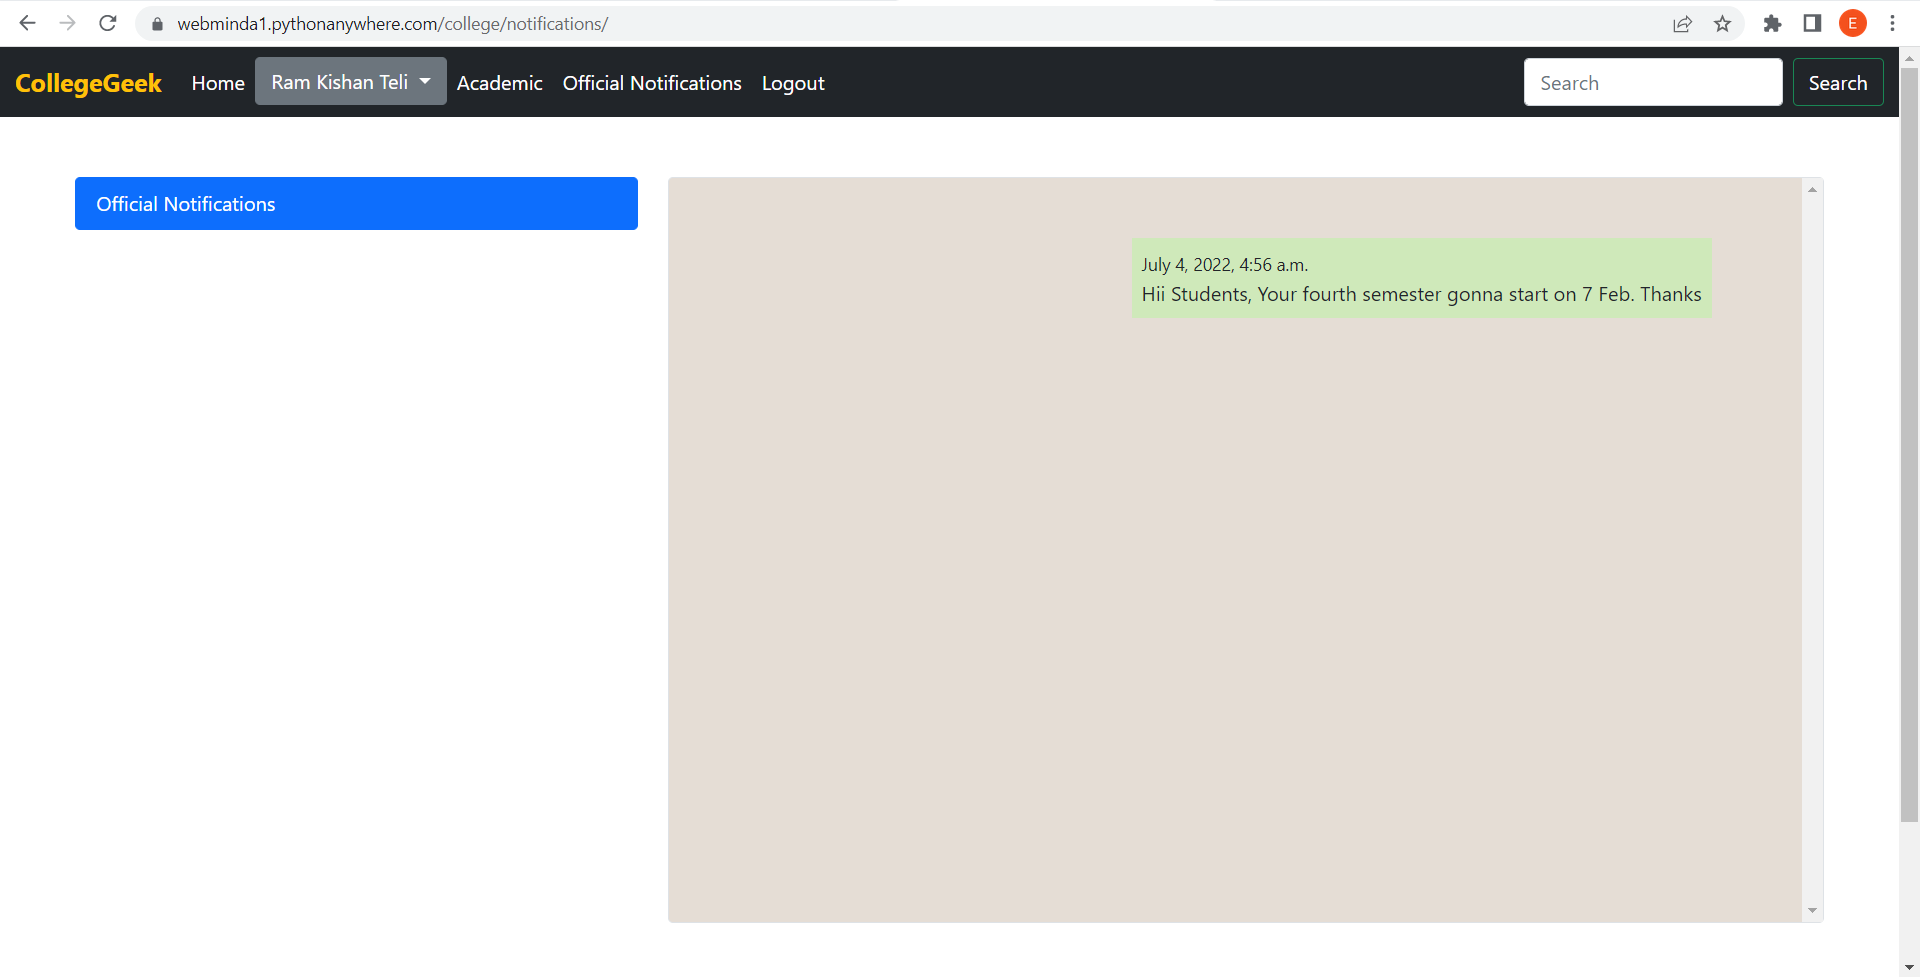 webminda1.pythonanywhere.com/college/notifications/
E
CollegeGeek Home Ram Kishan Teli Academic Official Notifications Logout Search Search
Official Notifications
July 4, 2022, 4:56 a.m.
Hii Students, Your fourth semester gonna start on 7 Feb. Thanks